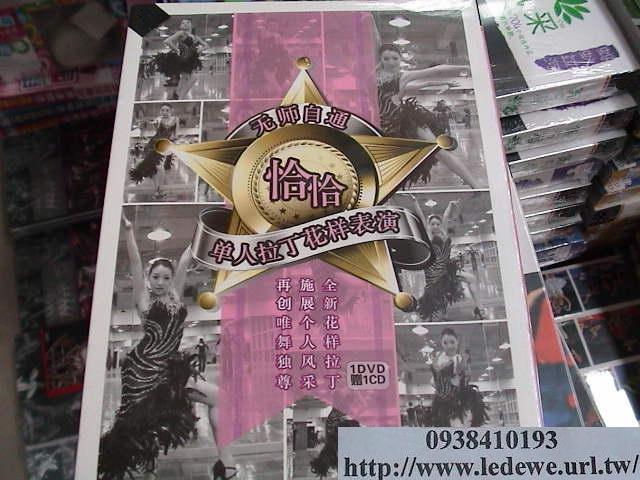 无师自通
恰恰
单人拉丁花样表演
全新花样拉丁
施展个人风采
再创唯舞独尊
1DVD
赠1CD
采
0938410193
http://www.ledewe.url.tw/